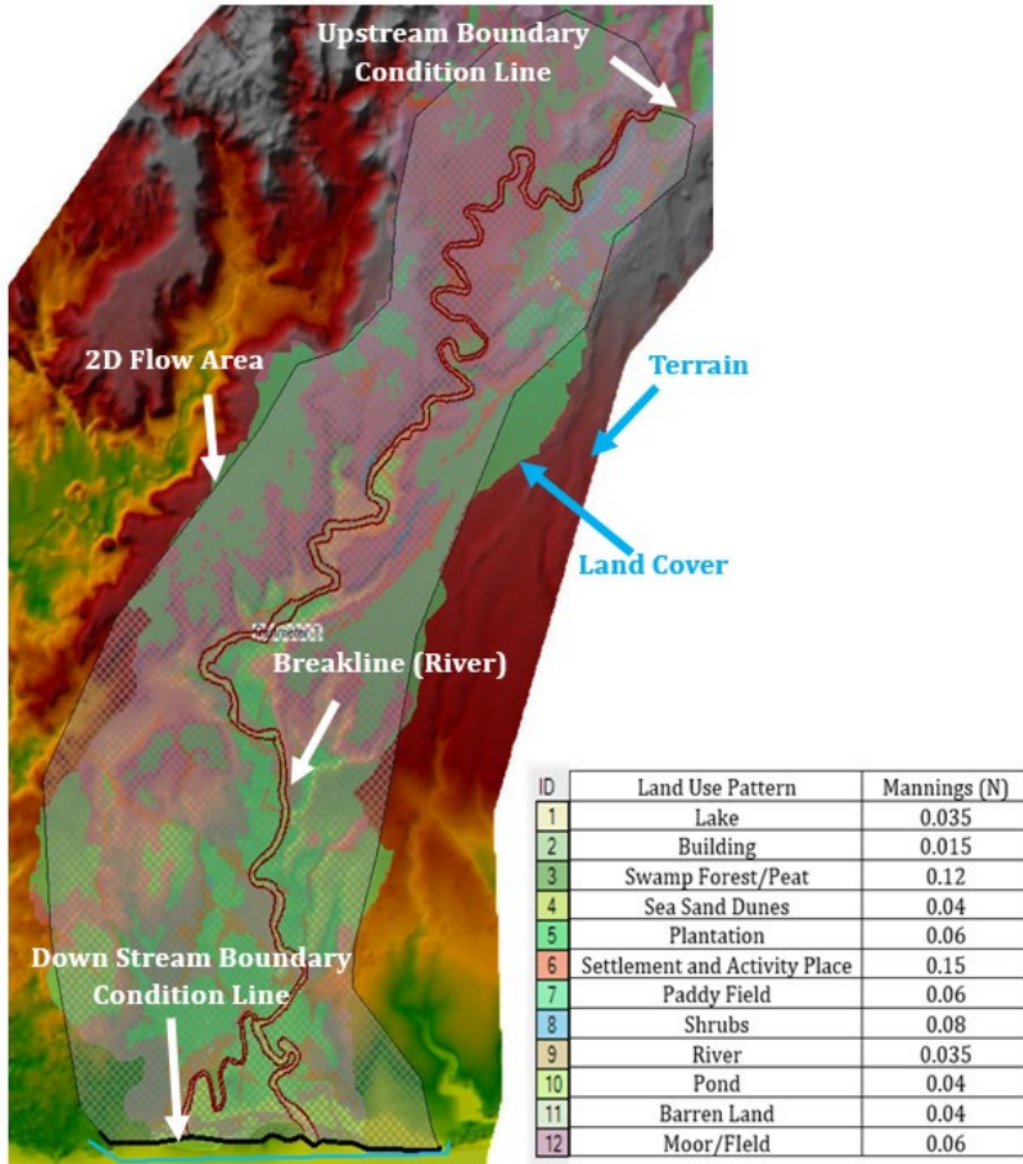 Upstream Boundary
Condition Line
2D Flow Area
Terrain
Land Cover
Breakline (River)
Down Stream Boundary
Condition Line
ID Land Use Pattern Mannings (N)
1 Lake 0.035
2 Building 0.015
3 Swamp Forest/Peat 0.12
4 Sea Sand Dunes 0.04
5 Plantation 0.06
6 Settlement and Activity Place 0.15
7 Paddy Field 0.06
8 Shrubs 0.08
9 River 0.035
10 Pond 0.04
11 Barren Land 0.04
12 Moor/FIeld 0.06